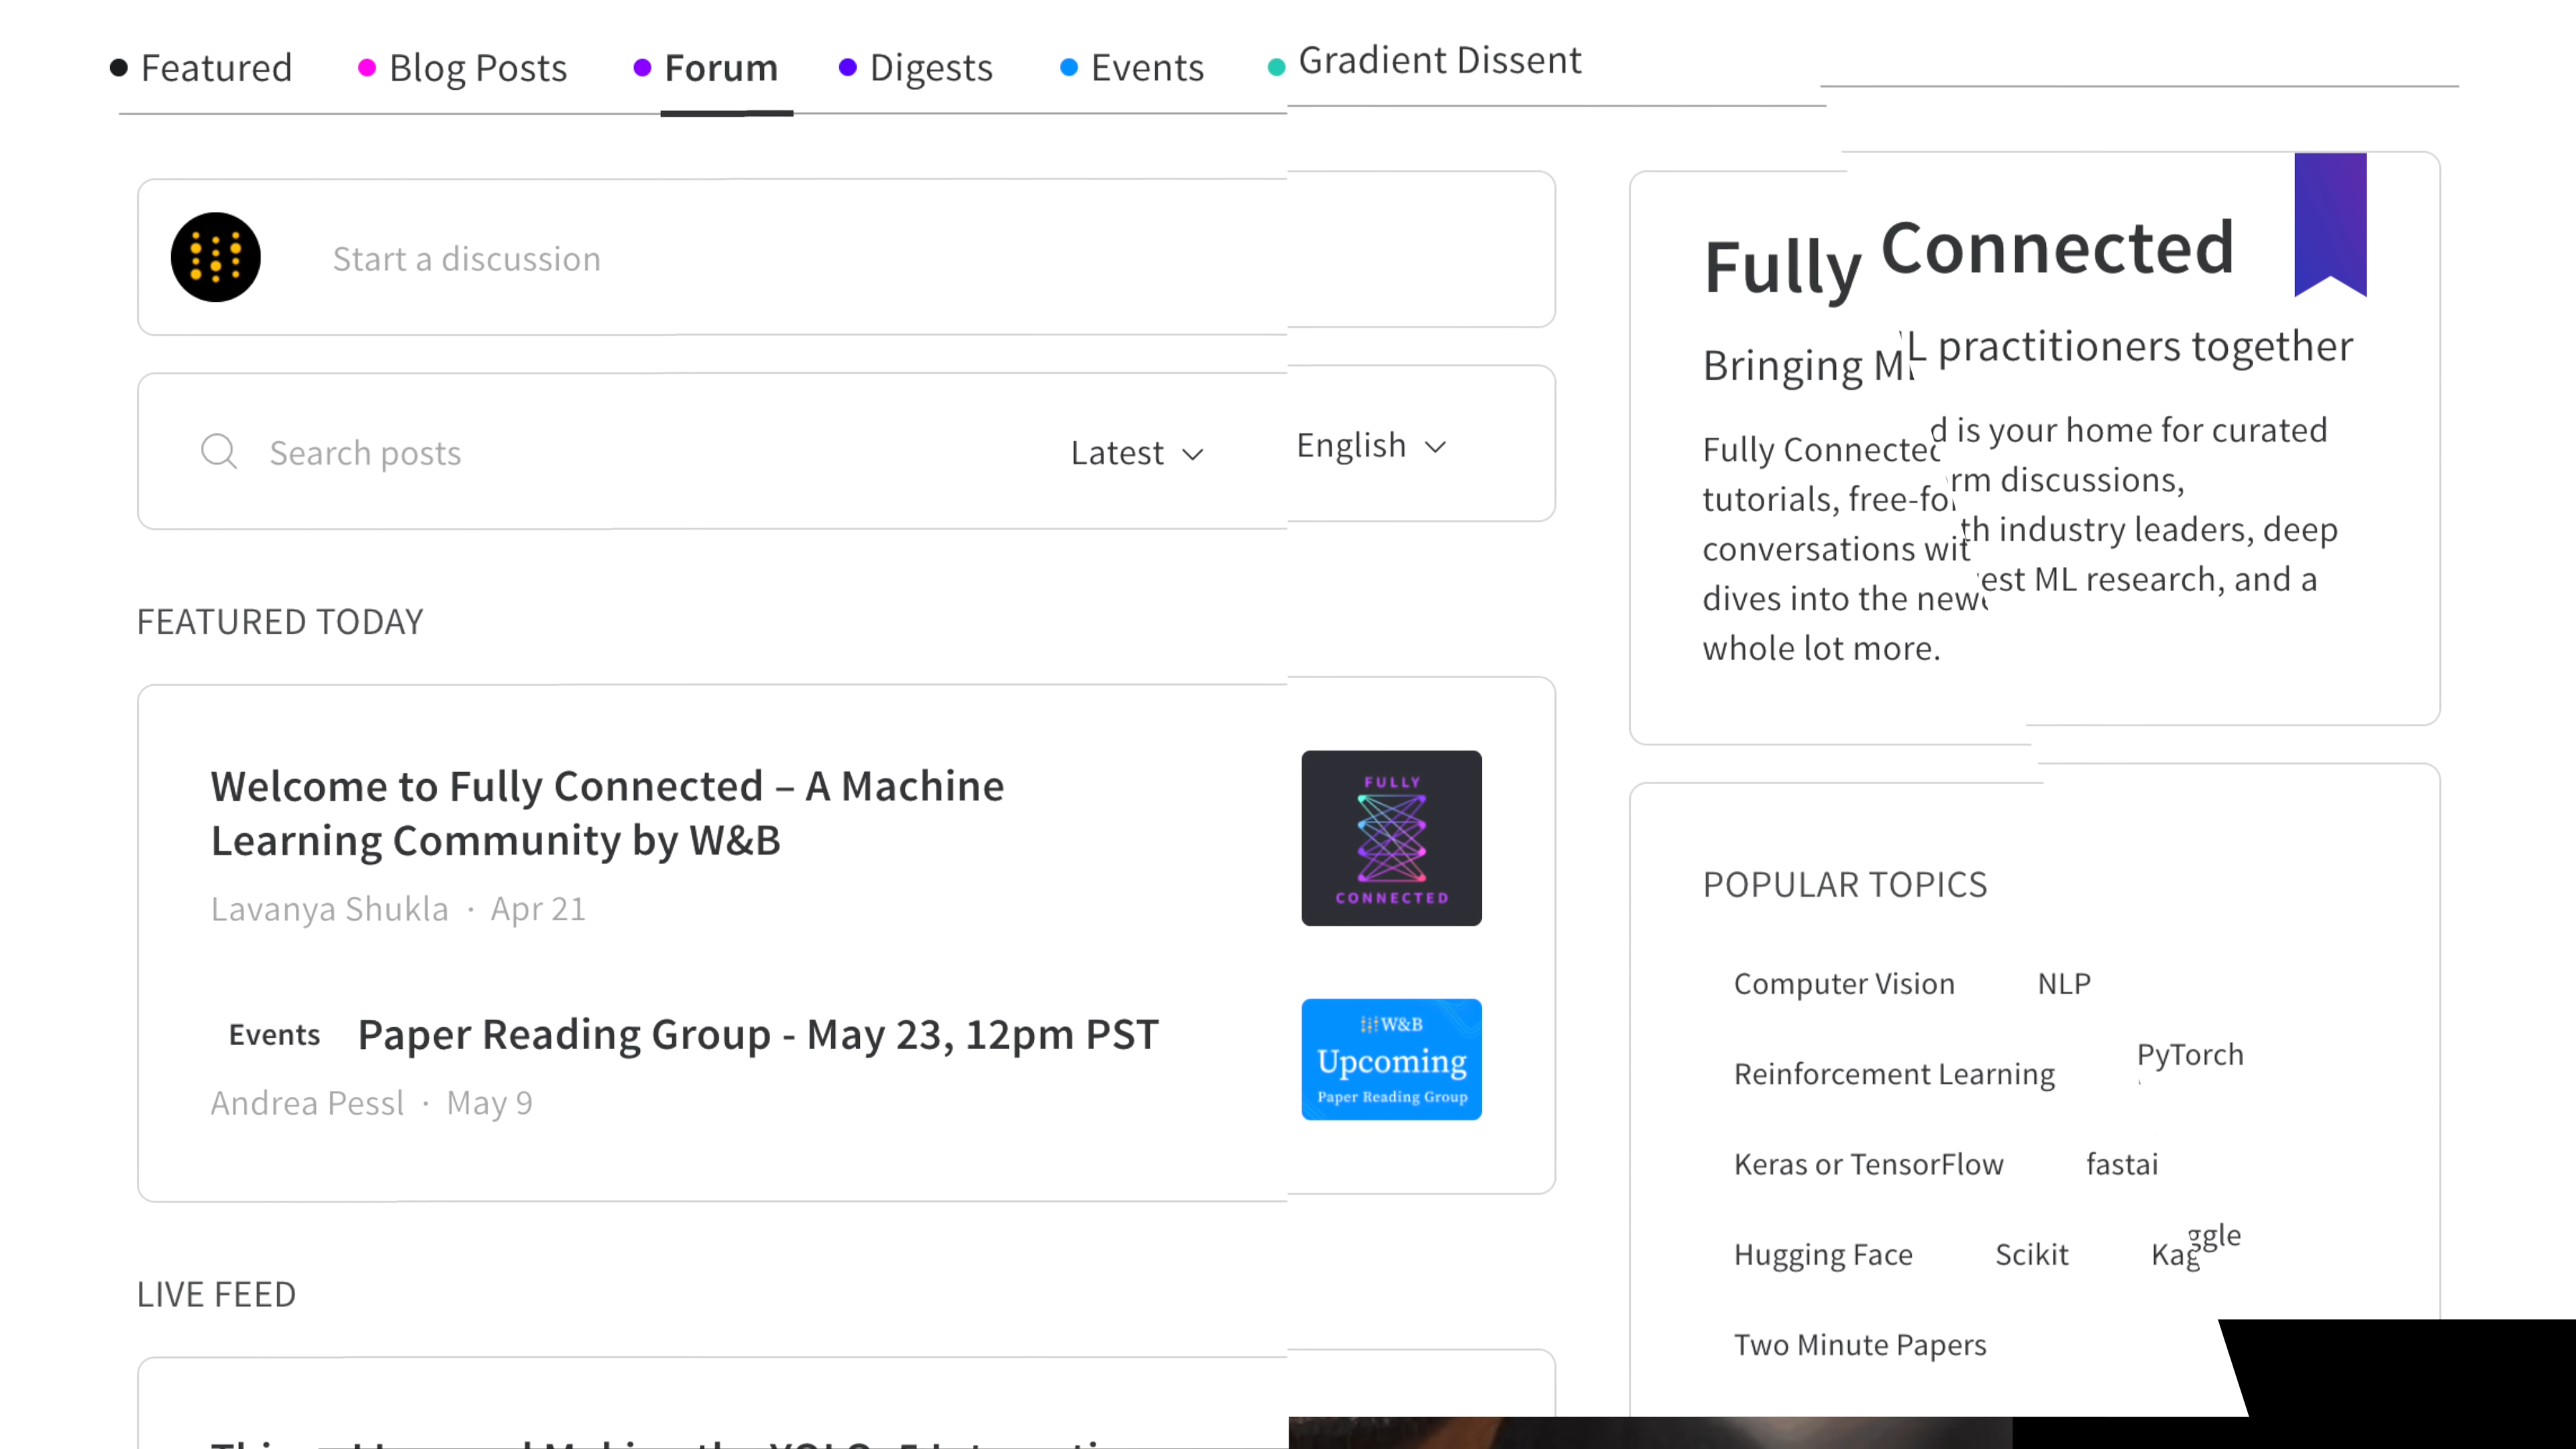 Featured Blog Posts Forum Digests Events Gradient Dissent
Start a discussion
Search posts Latest English
FEATURED TODAY
Welcome to Fully Connected – A Machine
Learning Community by W&B
Lavanya Shukla · Apr 21
FULLY
CONNECTED
Events Paper Reading Group - May 23, 12pm PST
Andrea Pessl · May 9
W&B
Upcoming
Paper Reading Group
LIVE FEED
Fully Connected
Bringing ML practitioners together
Fully Connected is your home for curated
tutorials, free-form discussions,
conversations with industry leaders, deep
dives into the newest ML research, and a
whole lot more.
POPULAR TOPICS
Computer Vision NLP
Reinforcement Learning PyTorch
Keras or TensorFlow fastai
Hugging Face Scikit Kaggle
Two Minute Papers